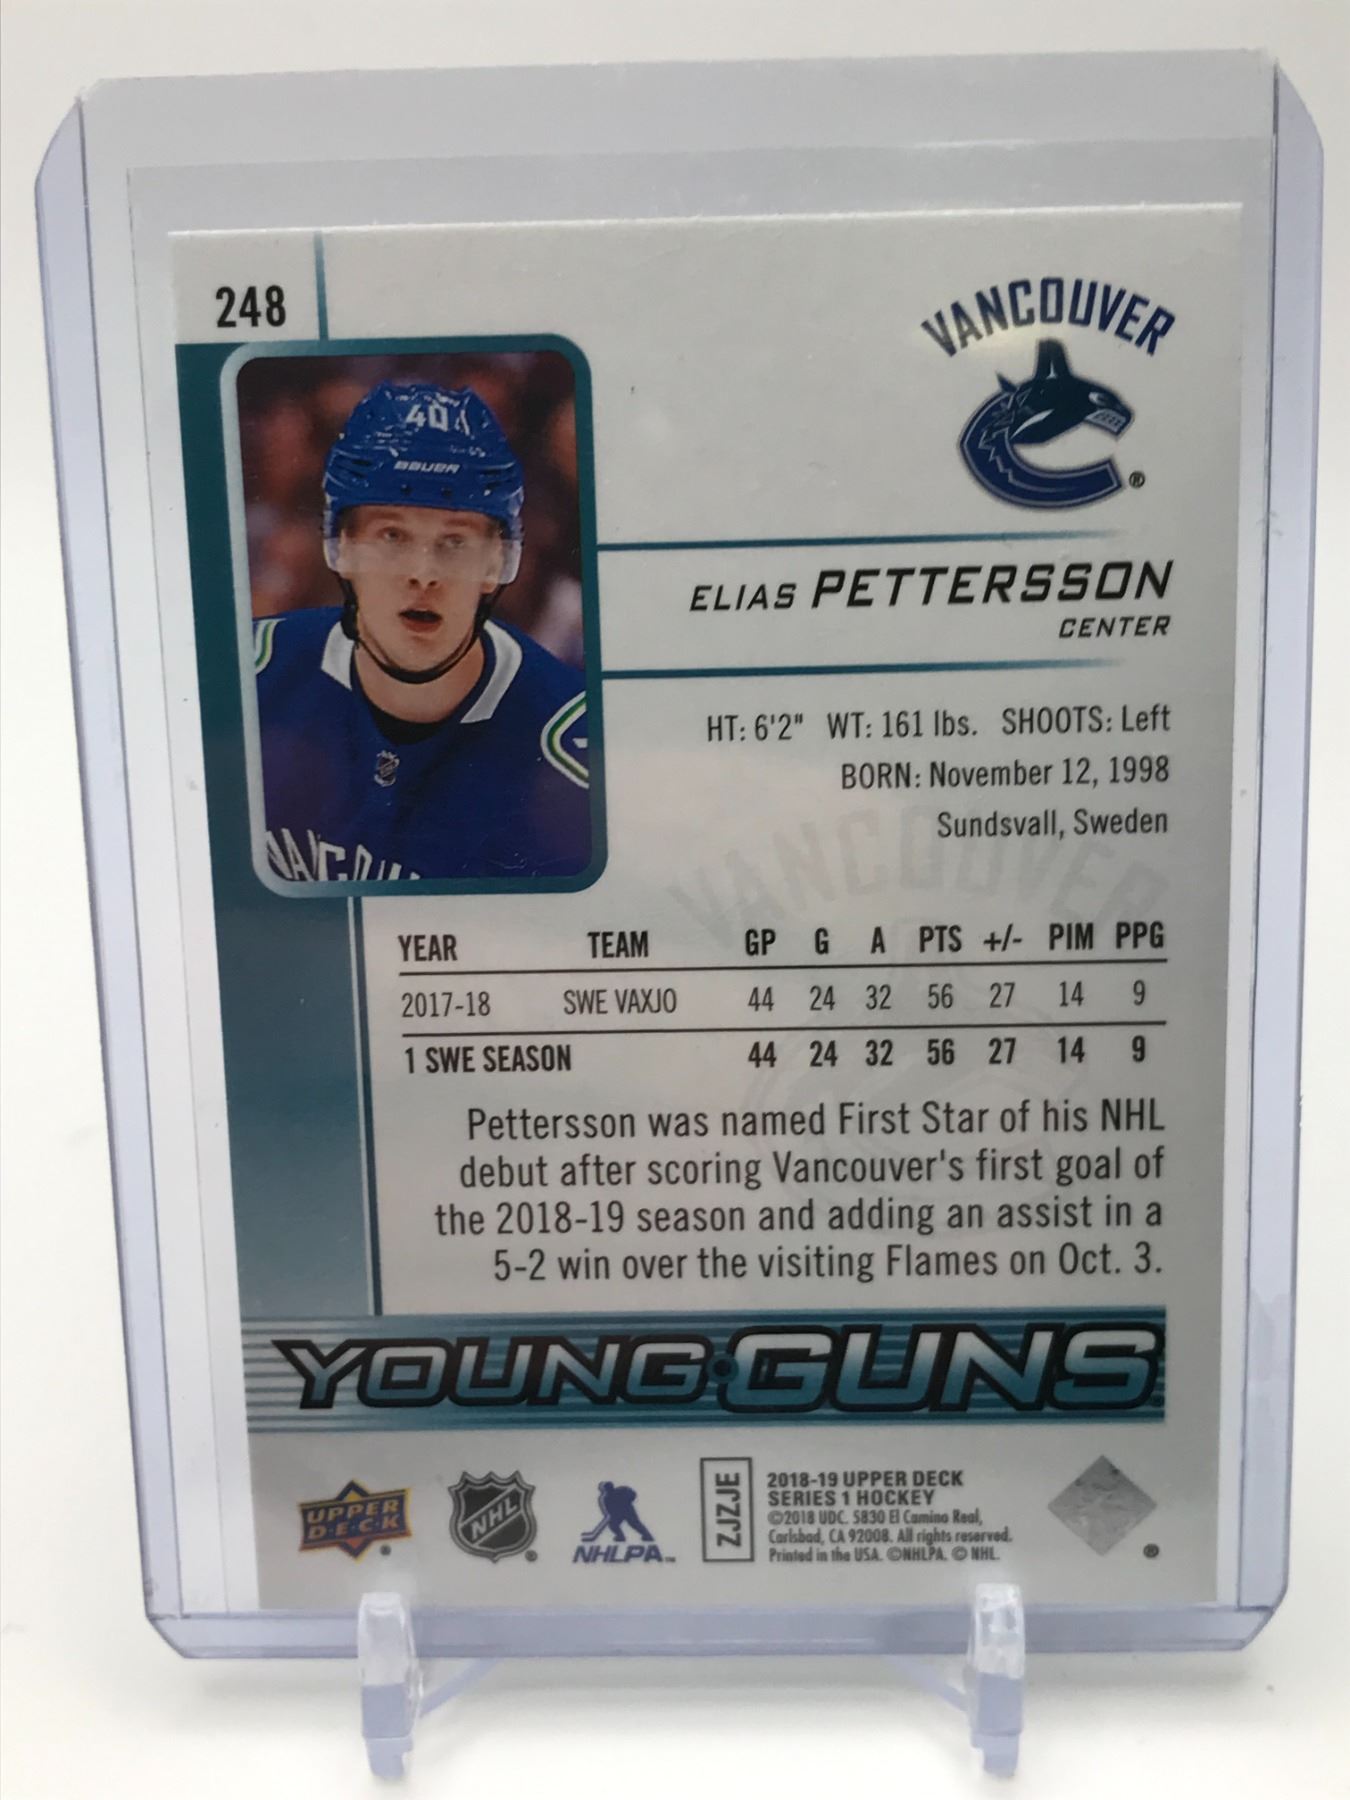 248
VANCOUVER
®
40
BAUER
ELIAS PETTERSSON
CENTER
HT: 6'2" WT: 161 lbs. SHOOTS: Left
BORN: November 12, 1998
Sundsvall, Sweden
VANCOUVER
YEAR TEAM GP G A PTS +/- PIM PPG
2017-18 SWE VAXJO 44 24 32 56 27 14 9
1 SWE SEASON 44 24 32 56 27 14 9
Pettersson was named First Star of his NHL
debut after scoring Vancouver's first goal of
the 2018-19 season and adding an assist in a
5-2 win over the visiting Flames on Oct. 3.
YOUNG GUNS
UPPER
D·E·C·K
NHL
NHLPA™
ZJZJE
2018-19 UPPER DECK
SERIES 1 HOCKEY
©2018 UDC. 5830 El Camino Real,
Carlsbad, CA 92008. All rights reserved.
Printed in the USA. ©NHLPA. © NHL.
®